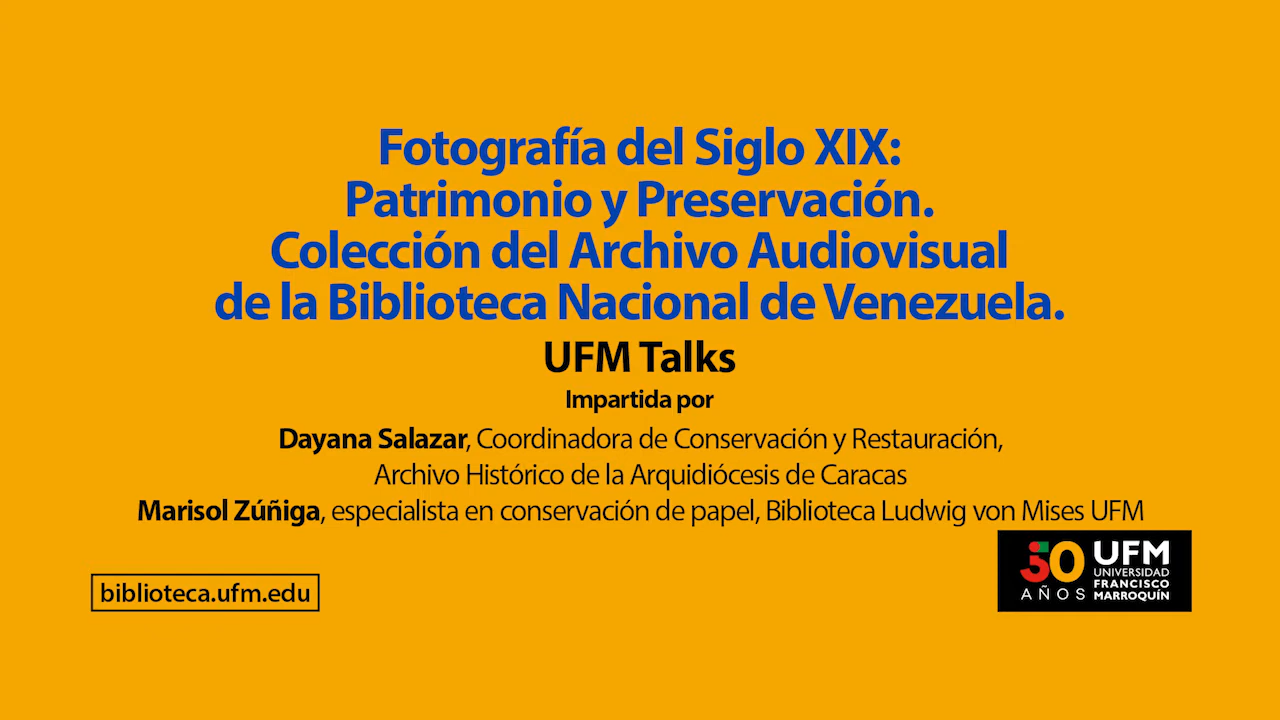 Fotografía del Siglo XIX:
Patrimonio y Preservación.
Colección del Archivo Audiovisual
de la Biblioteca Nacional de Venezuela.
UFM Talks
Impartida por
Dayana Salazar, Coordinadora de Conservación y Restauración,
Archivo Histórico de la Arquidiócesis de Caracas
Marisol Zúñiga, especialista en conservación de papel, Biblioteca Ludwig von Mises UFM
biblioteca.ufm.edu
50
AÑOS
UFM
UNIVERSIDAD
FRANCISCO
MARROQUÍN